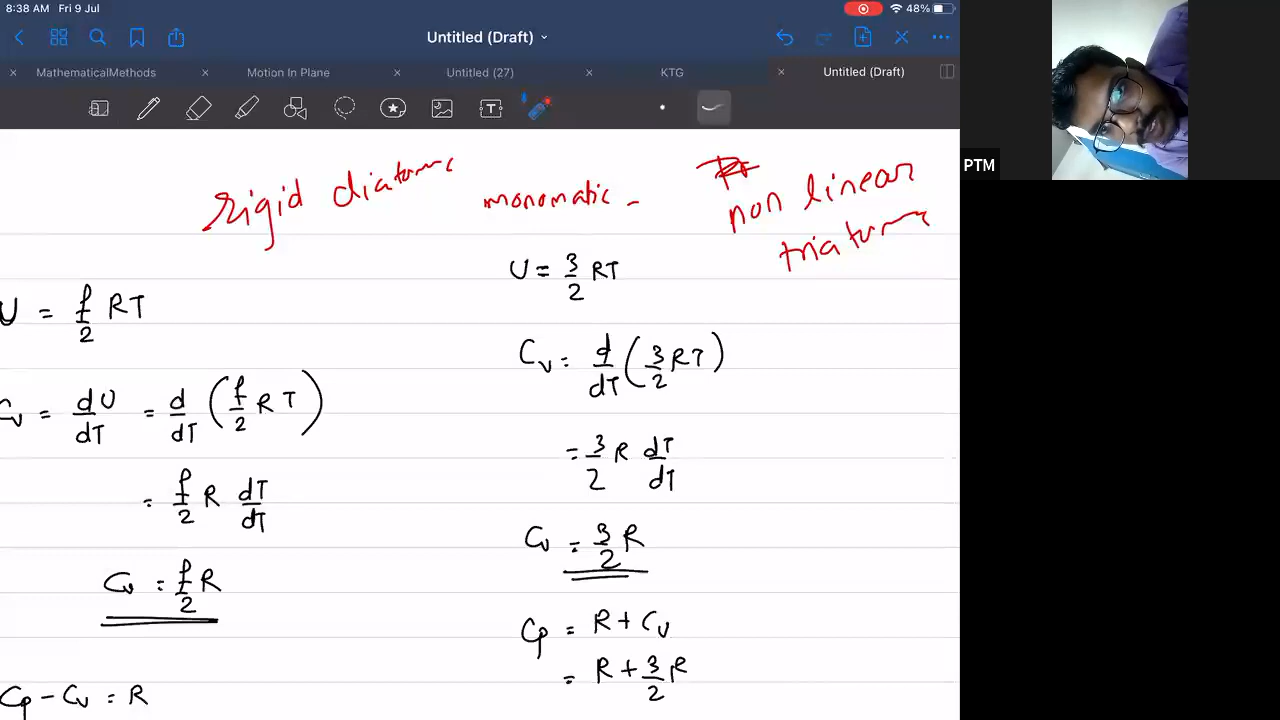 8:38 AM Fri 9 Jul
48%
Untitled (Draft)
MathematicalMethods
Motion In Plane
Untitled (27)
KTG
Untitled (Draft)
T
PTM
rigid diatomic
monomatic -
non linear
triatomic
U = 3/2 RT
U = f/2 RT
Cv = d/dT (3/2 RT)
Cv = dU/dT = d/dT (f/2 R T)
= 3/2 R dT/dT
= f/2 R dT/dT
Cv = 3/2 R
Cv = f/2 R
Cp = R + Cv
= R + 3/2 R
Cp - Cv = R